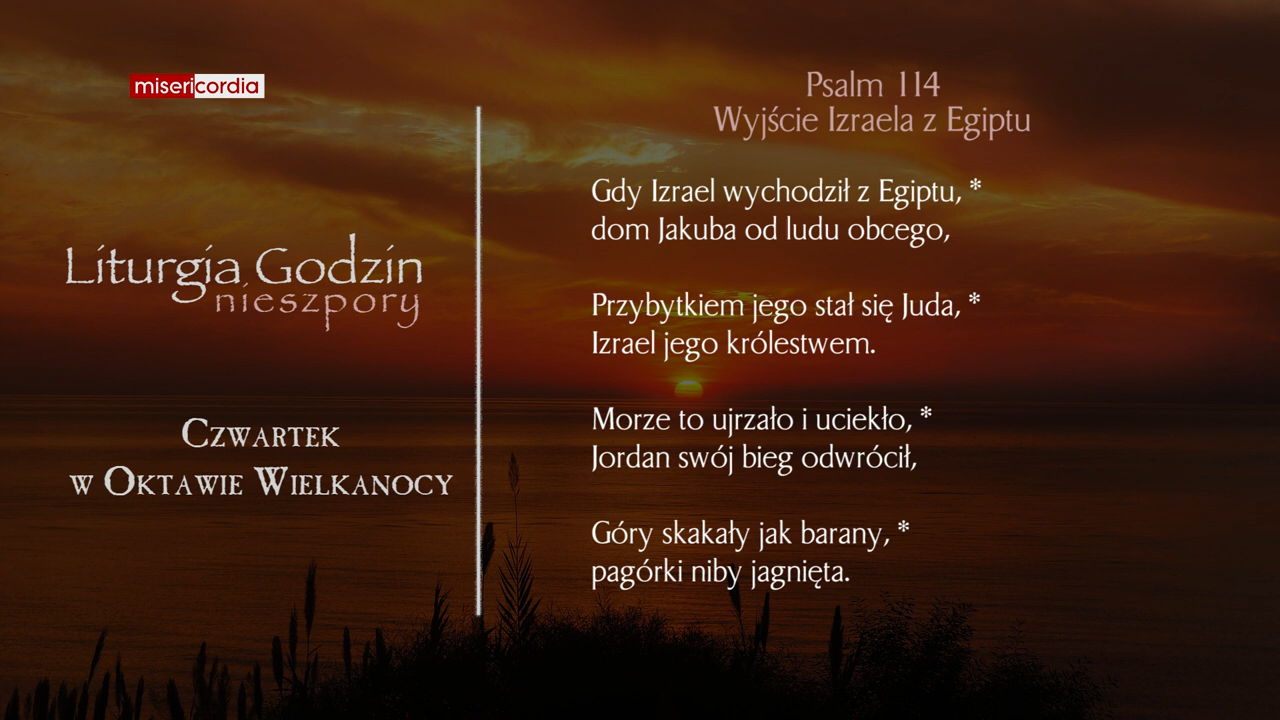 misericordia
Liturgia Godzin
nieszpory
Czwartek
w Oktawie Wielkanocy
Psalm 114
Wyjście Izraela z Egiptu
Gdy Izrael wychodził z Egiptu, *
dom Jakuba od ludu obcego,
Przybytkiem jego stał się Juda, *
Izrael jego królestwem.
Morze to ujrzało i uciekło, *
Jordan swój bieg odwrócił,
Góry skakały jak barany, *
pagórki niby jagnięta.